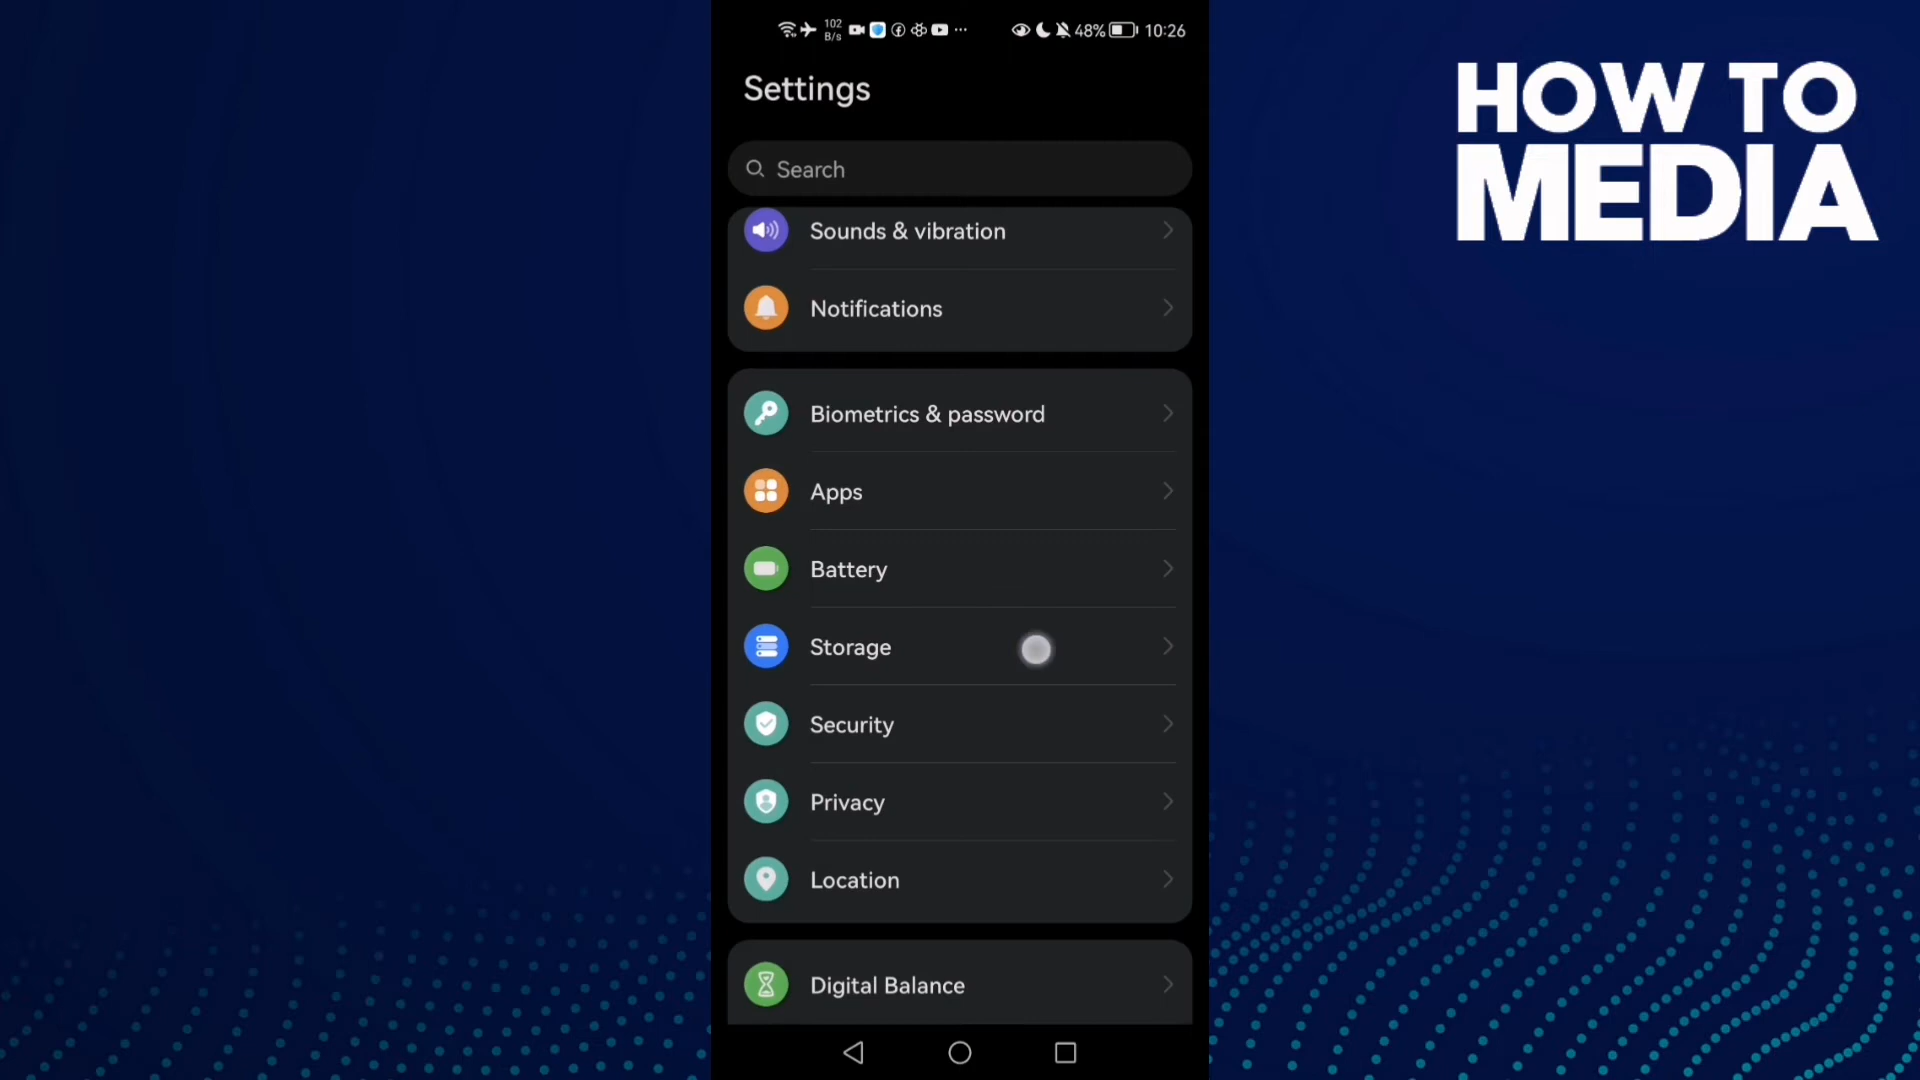 102
B/s
48%
10:26
HOW TO
MEDIA
Settings
Search
Sounds & vibration
Notifications
Biometrics & password
Apps
Battery
Storage
Security
Privacy
Location
Digital Balance